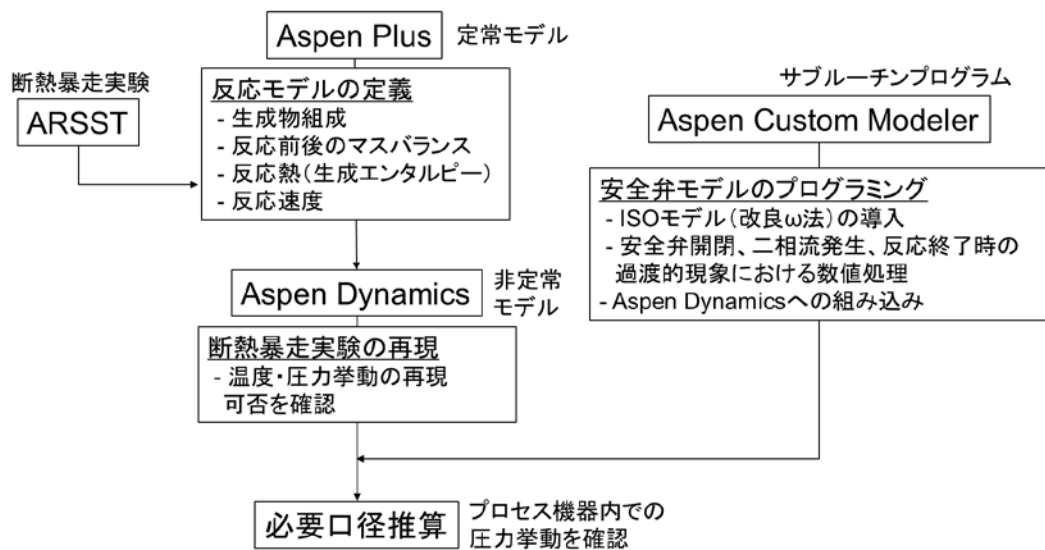 Aspen Plus 定常モデル
断熱暴走実験
ARSST
反応モデルの定義
- 生成物組成
- 反応前後のマスバランス
- 反応熱（生成エンタルピー）
- 反応速度
サブルーチンプログラム
Aspen Custom Modeler
安全弁モデルのプログラミング
- ISOモデル（改良ω法）の導入
- 安全弁開閉、二相流発生、反応終了時の
過渡的現象における数値処理
- Aspen Dynamicsへの組み込み
Aspen Dynamics 非定常
モデル
断熱暴走実験の再現
- 温度・圧力挙動の再現
可否を確認
必要口径推算 プロセス機器内での
圧力挙動を確認